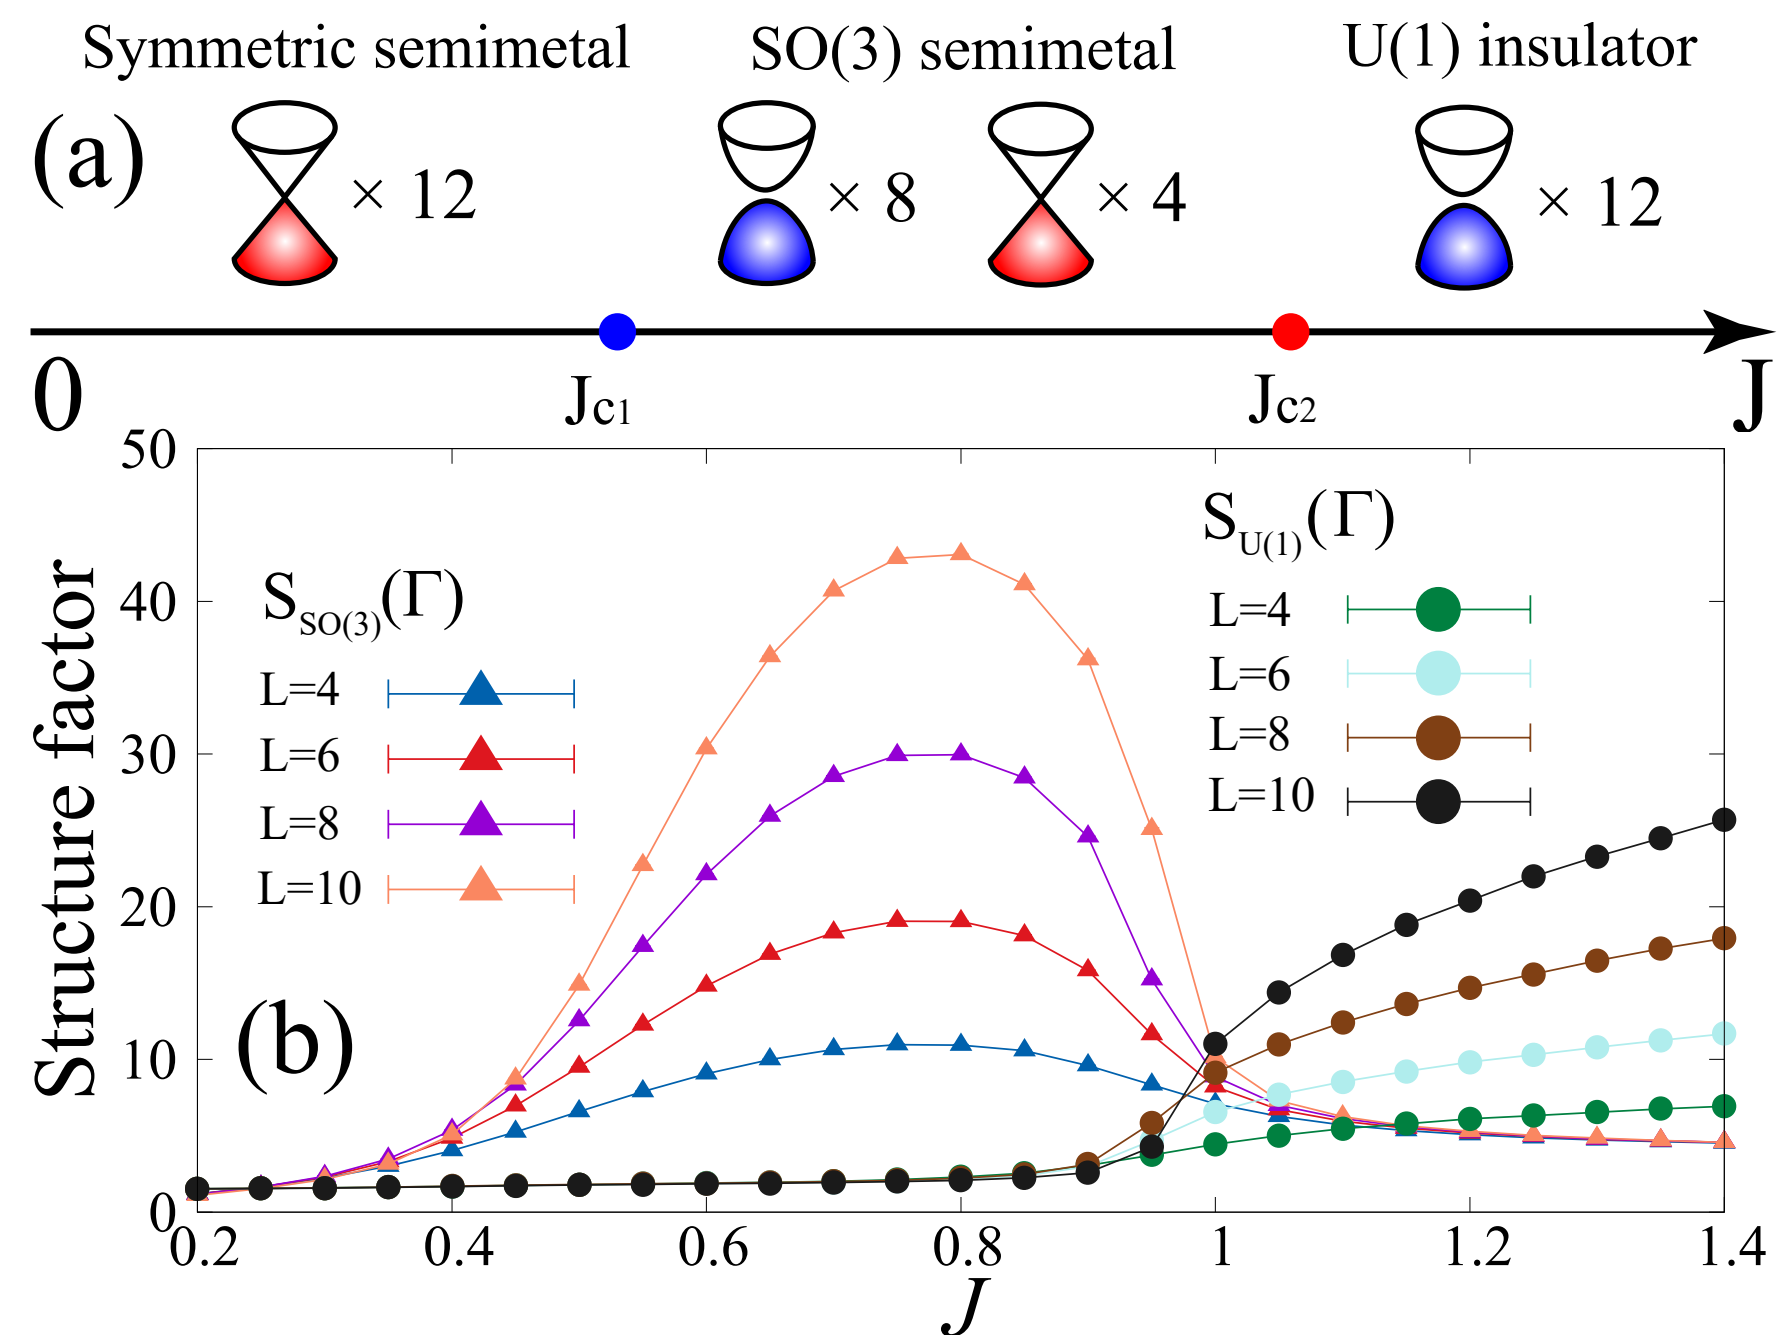 Symmetric semimetal SO(3) semimetal U(1) insulator
(a) × 12 × 8 × 4 × 12
0 Jc1 Jc2 J
50
40
30
20
10
0
Structure factor
S_SO(3)(Γ)
L=4
L=6
L=8
L=10
S_U(1)(Γ)
L=4
L=6
L=8
L=10
(b)
0.2 0.4 0.6 0.8 1 1.2 1.4
J